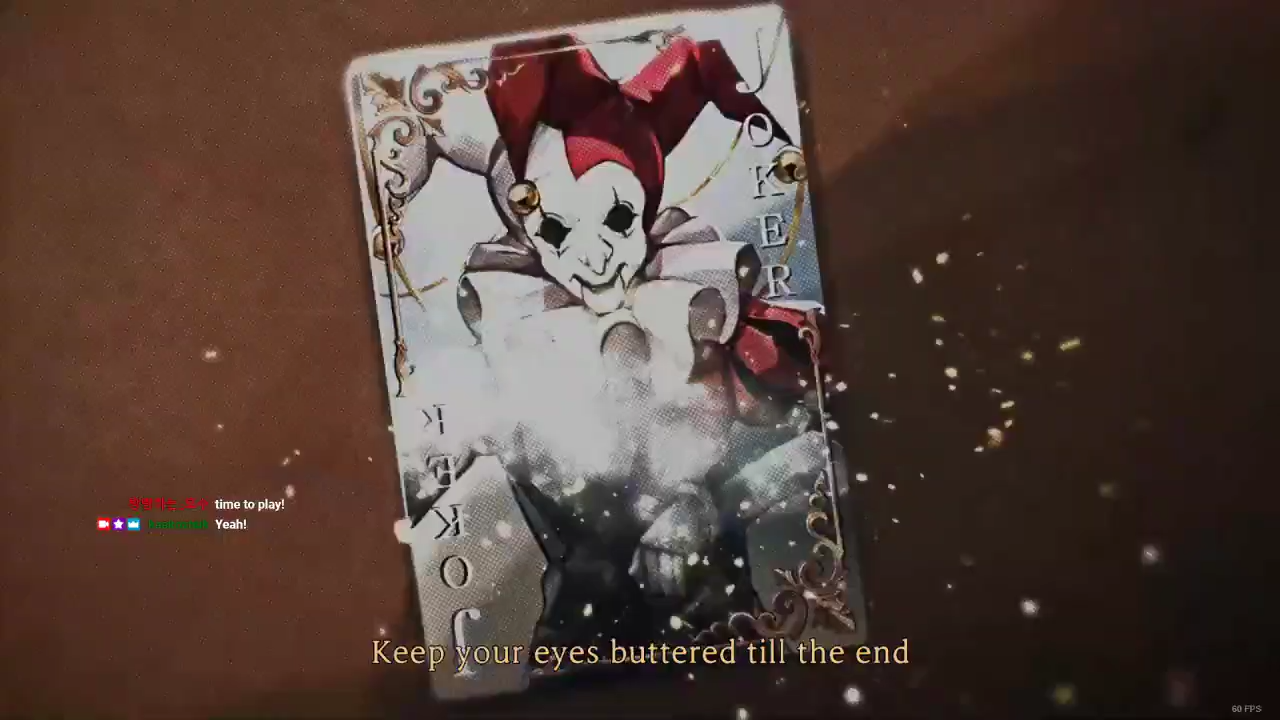 JOKER
JOKER
time to play!
Yeah!
Keep your eyes buttered till the end
60 FPS